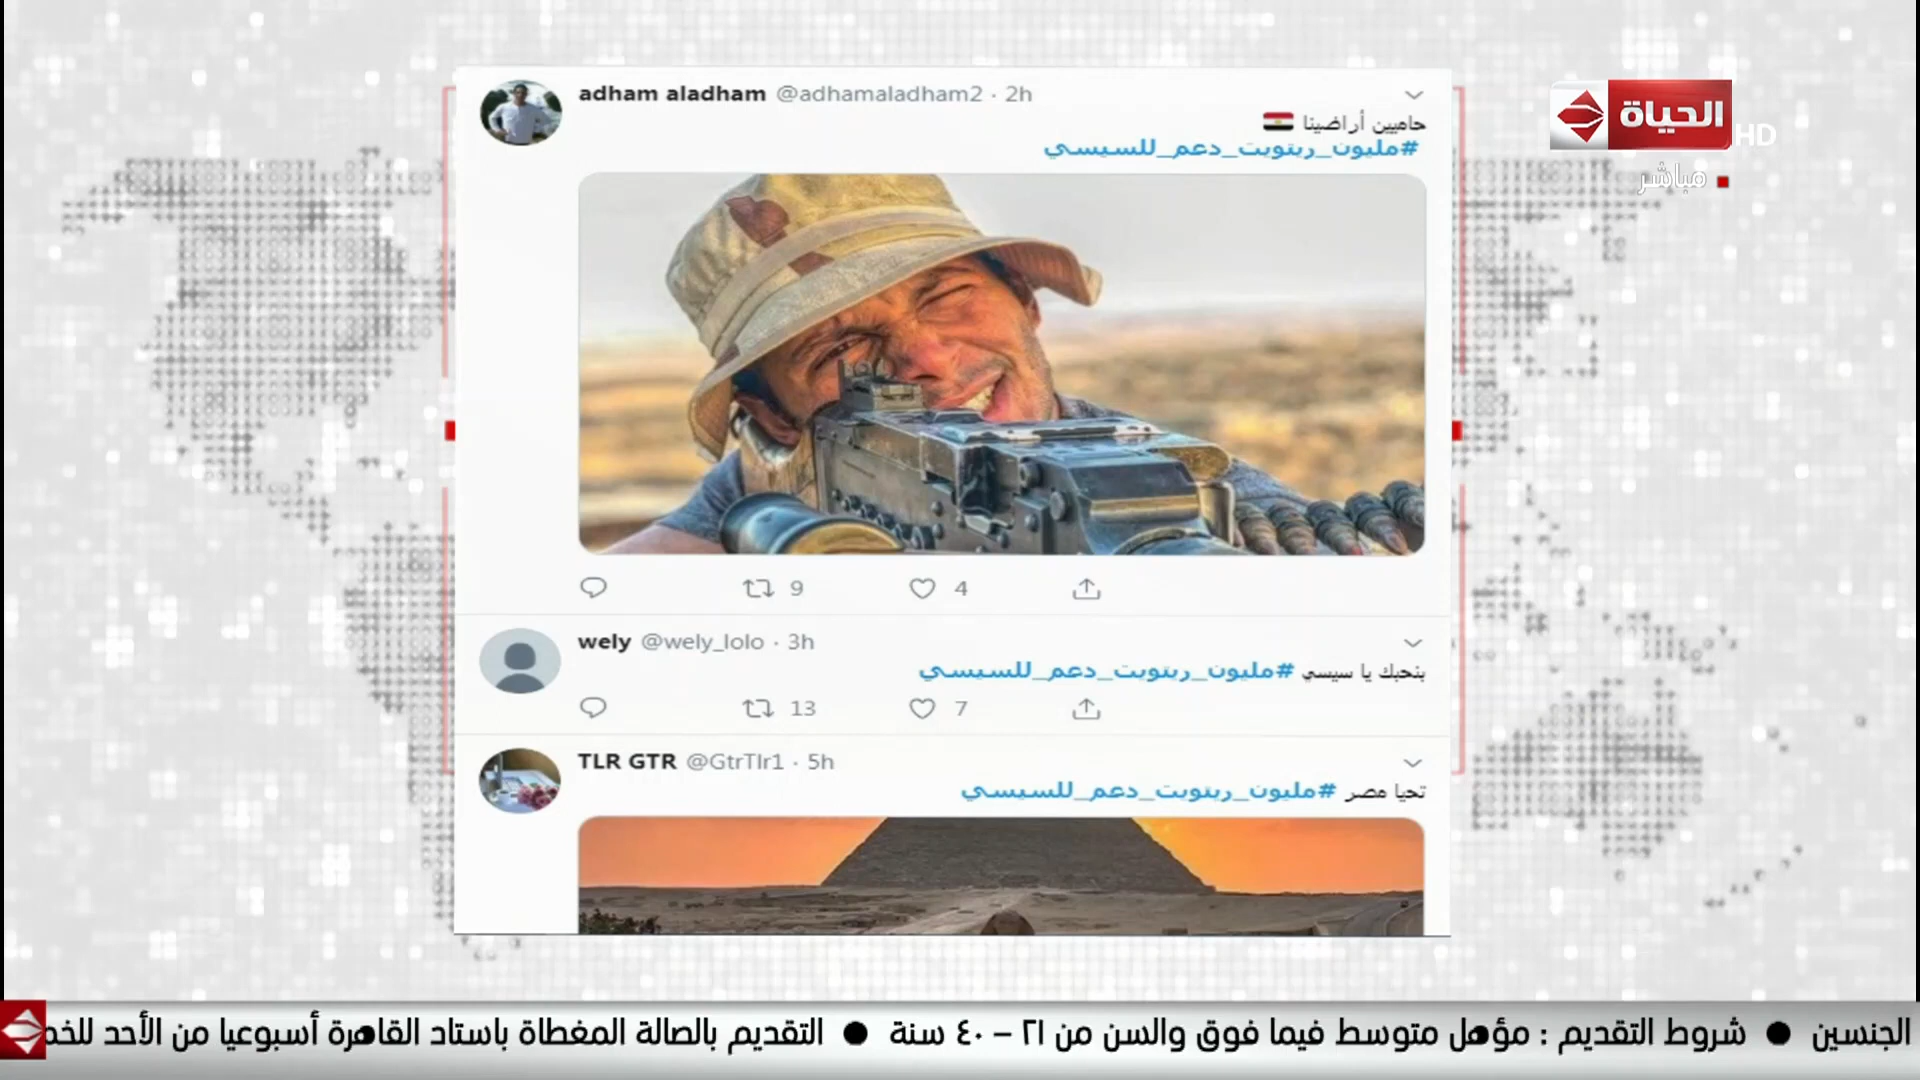 adham aladham @adhamaladham2 · 2h
حاميين أراضينا
#مليون_ريتويت_دعم_للسيسي
9 4
wely @wely_lolo · 3h
بنحبك يا سيسي #مليون_ريتويت_دعم_للسيسي
13 7
TLR GTR @GtrTlr1 · 5h
تحيا مصر #مليون_ريتويت_دعم_للسيسي
الحياة HD
مباشر
الجنسين ● شروط التقديم : مؤهل متوسط فيما فوق والسن من ٢١ – ٤٠ سنة ● التقديم بالصالة المغطاة باستاد القاهرة أسبوعيا من الأحد